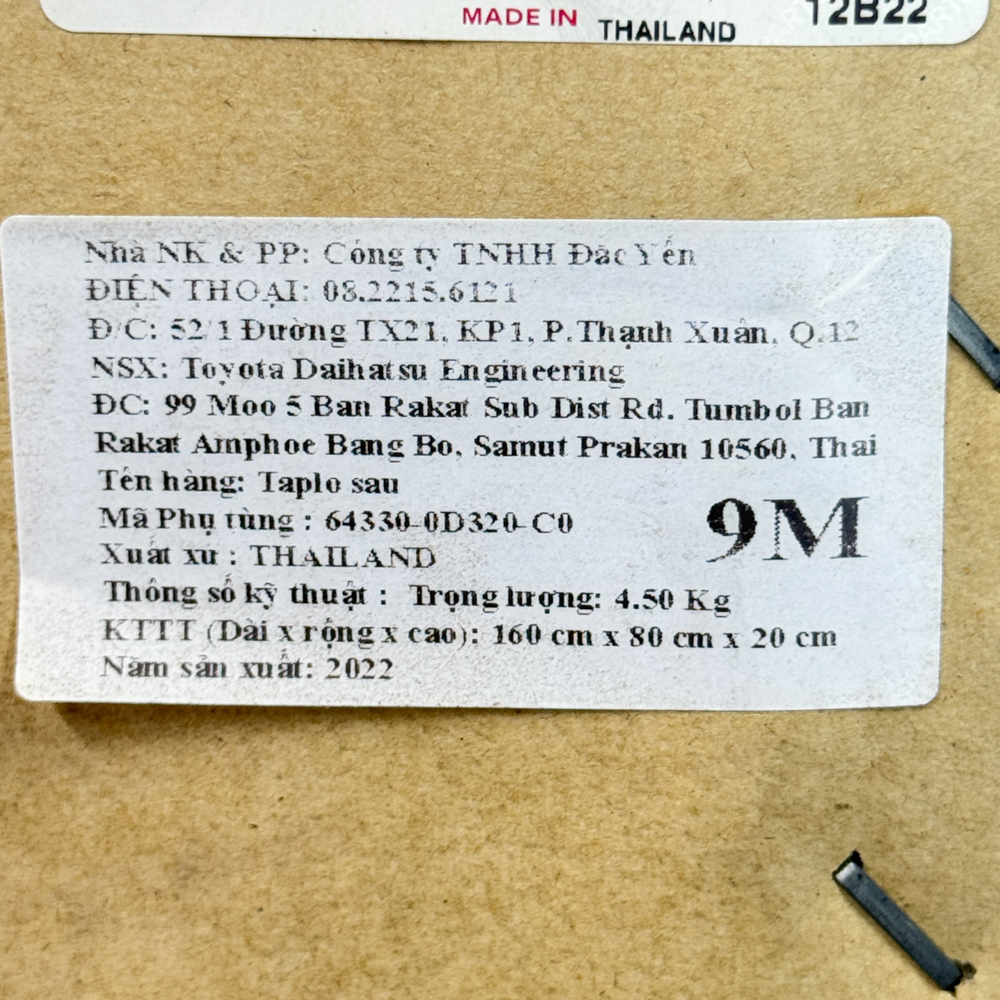 MADE IN THAILAND 12B22
Nhà NK & PP: Công ty TNHH Đắc Yến
ĐIỆN THOẠI: 08.2215.6121
Đ/C: 52/1 Đường TX21, KP1, P.Thạnh Xuân, Q.12
NSX: Toyota Daihatsu Engineering
ĐC: 99 Moo 5 Ban Rakat Sub Dist Rd. Tumbol Ban
Rakat Amphoe Bang Bo, Samut Prakan 10560, Thai
Tên hàng: Taplo sau
Mã Phụ tùng : 64330-0D320-C0
9M
Xuất xứ : THAILAND
Thông số kỹ thuật : Trọng lượng: 4.50 Kg
KTTT (Dài x rộng x cao): 160 cm x 80 cm x 20 cm
Năm sản xuất: 2022